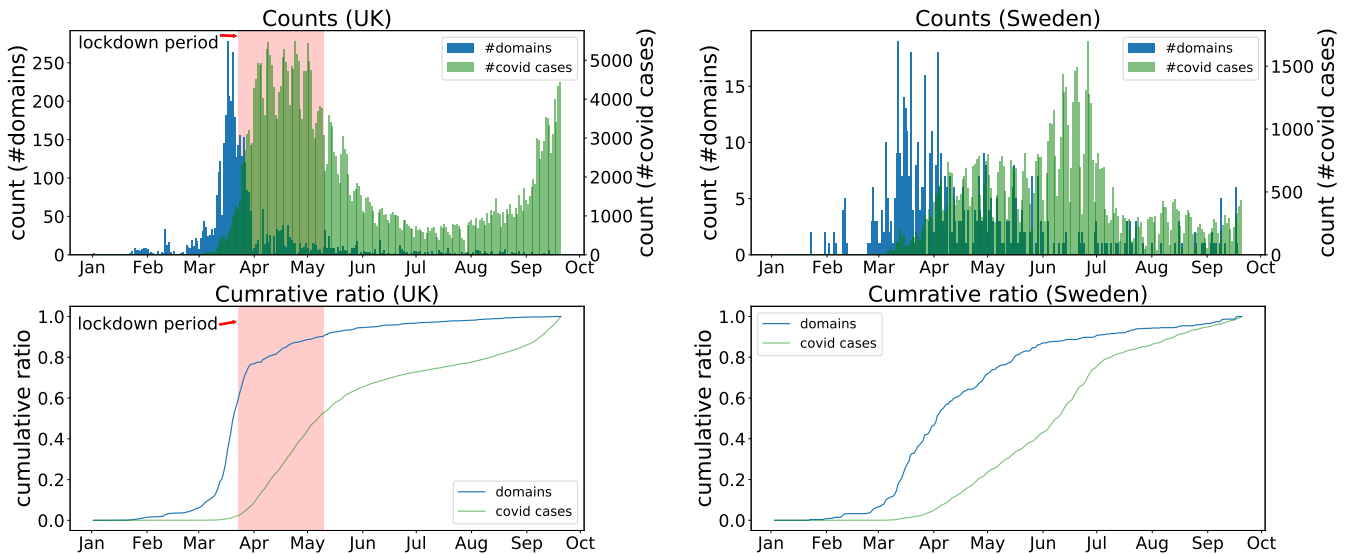 Counts (UK)
lockdown period
#domains
#covid cases
count (#domains)
250
200
150
100
50
0
count (#covid cases)
5000
4000
3000
2000
1000
0
Jan Feb Mar Apr May Jun Jul Aug Sep Oct
Counts (Sweden)
#domains
#covid cases
count (#domains)
15
10
5
0
count (#covid cases)
1500
1000
500
0
Jan Feb Mar Apr May Jun Jul Aug Sep Oct
Cumrative ratio (UK)
lockdown period
cumulative ratio
1.0
0.8
0.6
0.4
0.2
0.0
domains
covid cases
Jan Feb Mar Apr May Jun Jul Aug Sep Oct
Cumrative ratio (Sweden)
domains
covid cases
cumulative ratio
1.0
0.8
0.6
0.4
0.2
0.0
Jan Feb Mar Apr May Jun Jul Aug Sep Oct